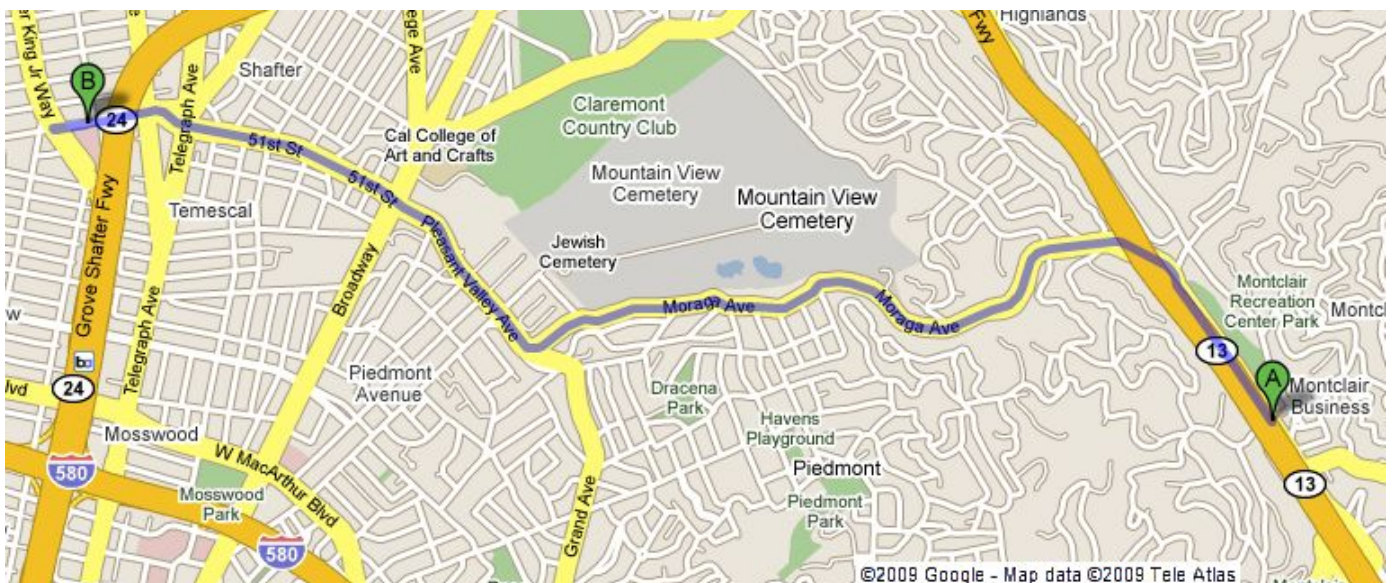 Highlands
Fwy
er King Jr Way
ege Ave
B
Shafter
24
Telegraph Ave
51st St
Claremont
Country Club
Cal College of
Art and Crafts
Mountain View
Cemetery
Mountain View
Cemetery
51st St
Temescal
Pleasant Valley Ave
Jewish
Cemetery
Grove Shafter Fwy
Broadway
Moraga Ave
Moraga Ave
Montclair
Recreation
Center Park
Montcl
w
Telegraph Ave
13
A
Montclair
Business
lvd
24
Piedmont
Avenue
Dracena
Park
Havens
Playground
Mosswood
W MacArthur Blvd
580
Piedmont
13
Mosswood
Park
Piedmont
Park
Grand Ave
580
©2009 Google - Map data ©2009 Tele Atlas